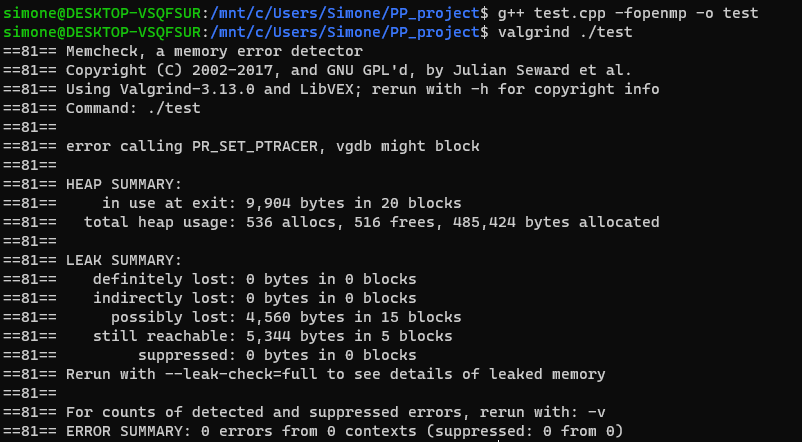 simone@DESKTOP-VSQFSUR:/mnt/c/Users/Simone/PP_project$ g++ test.cpp -fopenmp -o test
simone@DESKTOP-VSQFSUR:/mnt/c/Users/Simone/PP_project$ valgrind ./test
==81== Memcheck, a memory error detector
==81== Copyright (C) 2002-2017, and GNU GPL'd, by Julian Seward et al.
==81== Using Valgrind-3.13.0 and LibVEX; rerun with -h for copyright info
==81== Command: ./test
==81==
==81== error calling PR_SET_PTRACER, vgdb might block
==81==
==81== HEAP SUMMARY:
==81==     in use at exit: 9,904 bytes in 20 blocks
==81==   total heap usage: 536 allocs, 516 frees, 485,424 bytes allocated
==81==
==81== LEAK SUMMARY:
==81==    definitely lost: 0 bytes in 0 blocks
==81==    indirectly lost: 0 bytes in 0 blocks
==81==      possibly lost: 4,560 bytes in 15 blocks
==81==    still reachable: 5,344 bytes in 5 blocks
==81==         suppressed: 0 bytes in 0 blocks
==81== Rerun with --leak-check=full to see details of leaked memory
==81==
==81== For counts of detected and suppressed errors, rerun with: -v
==81== ERROR SUMMARY: 0 errors from 0 contexts (suppressed: 0 from 0)